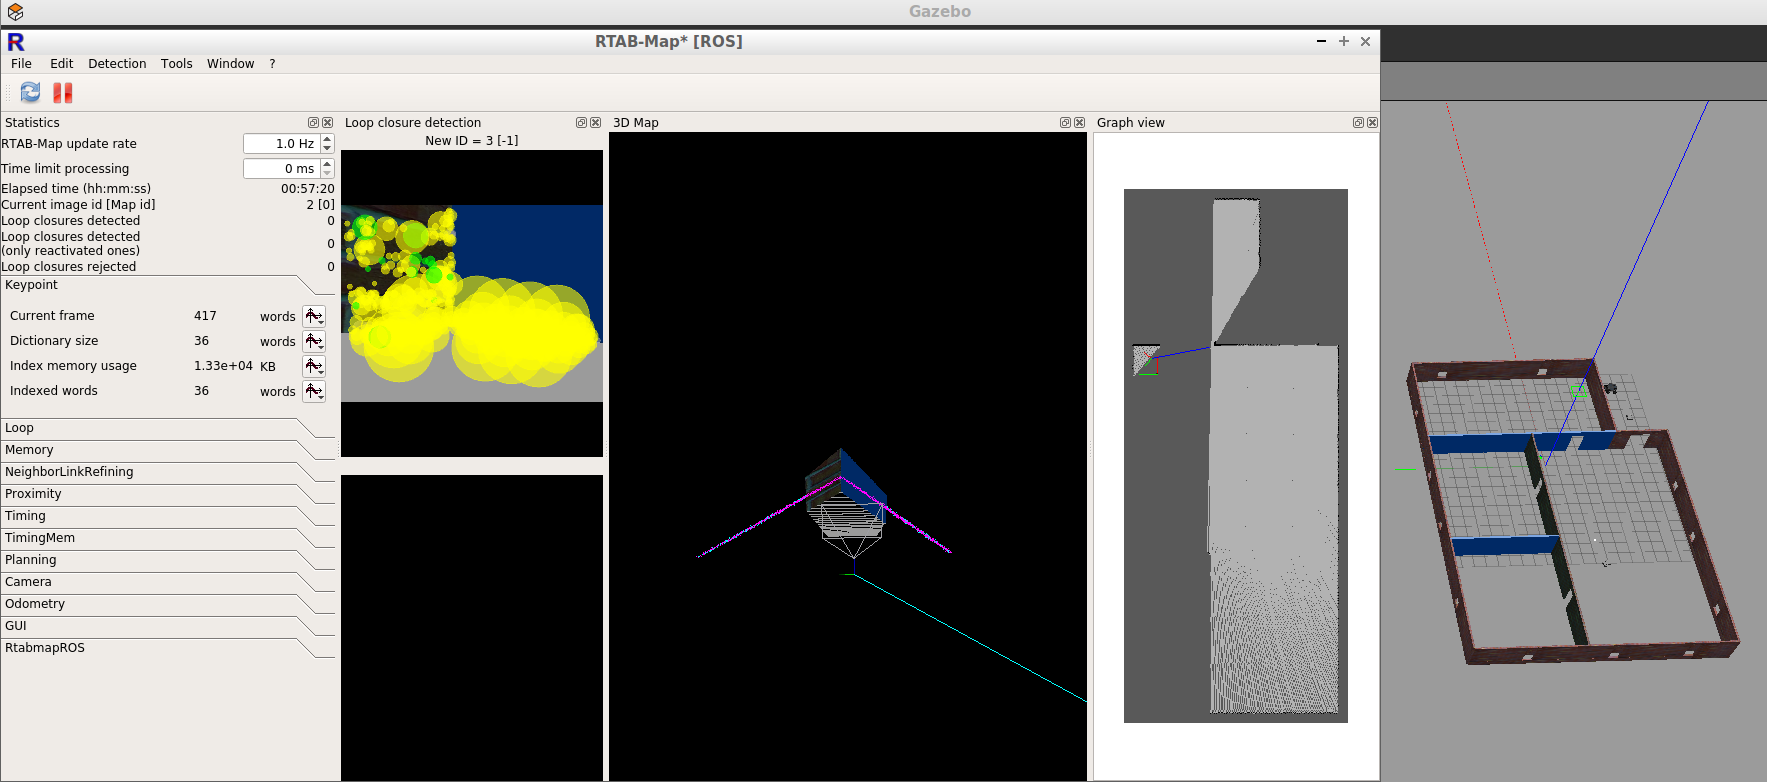 Gazebo
RTAB-Map* [ROS]
File Edit Detection Tools Window ?
Statistics
RTAB-Map update rate 1.0 Hz
Time limit processing 0 ms
Elapsed time (hh:mm:ss) 00:57:20
Current image id [Map id] 2 [0]
Loop closures detected 0
Loop closures detected
(only reactivated ones) 0
Loop closures rejected 0
Keypoint
Current frame 417 words
Dictionary size 36 words
Index memory usage 1.33e+04 KB
Indexed words 36 words
Loop
Memory
NeighborLinkRefining
Proximity
Timing
TimingMem
Planning
Camera
Odometry
GUI
RtabmapROS
Loop closure detection
New ID = 3 [-1]
3D Map
Graph view